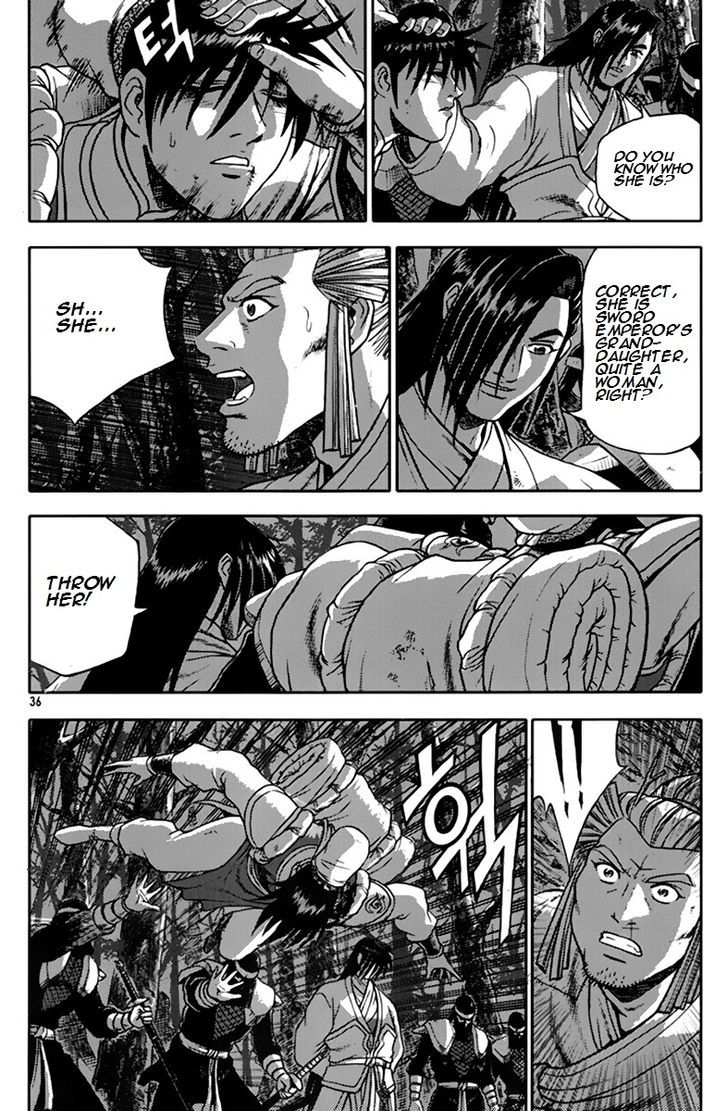 턱
DO YOU
KNOW WHO
SHE IS?
SH...
SHE...
CORRECT,
SHE IS
SWORD
EMPEROR'S
GRAND-
DAUGHTER,
QUITE A
WOMAN,
RIGHT?
THROW
HER!
36
!!